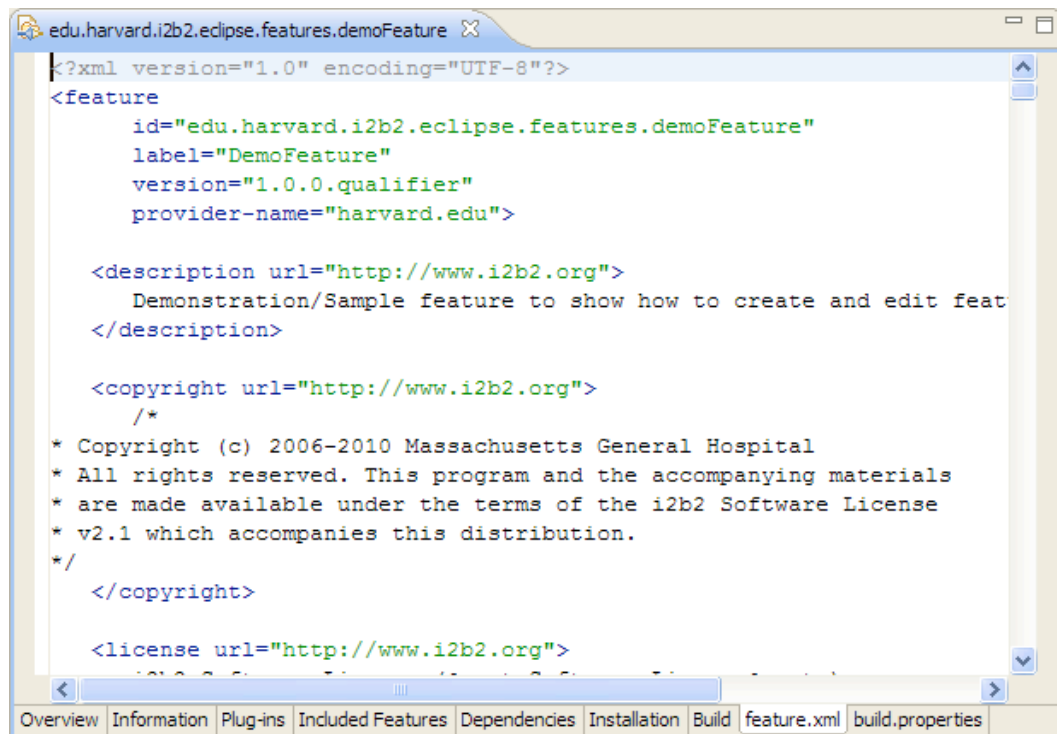 edu.harvard.i2b2.eclipse.features.demoFeature
<?xml version="1.0" encoding="UTF-8"?>
<feature
id="edu.harvard.i2b2.eclipse.features.demoFeature"
label="DemoFeature"
version="1.0.0.qualifier"
provider-name="harvard.edu">
<description url="http://www.i2b2.org">
Demonstration/Sample feature to show how to create and edit feat
</description>
<copyright url="http://www.i2b2.org">
/*
* Copyright (c) 2006-2010 Massachusetts General Hospital
* All rights reserved. This program and the accompanying materials
* are made available under the terms of the i2b2 Software License
* v2.1 which accompanies this distribution.
*/
</copyright>
<license url="http://www.i2b2.org">
Overview Information Plug-ins Included Features Dependencies Installation Build feature.xml build.properties